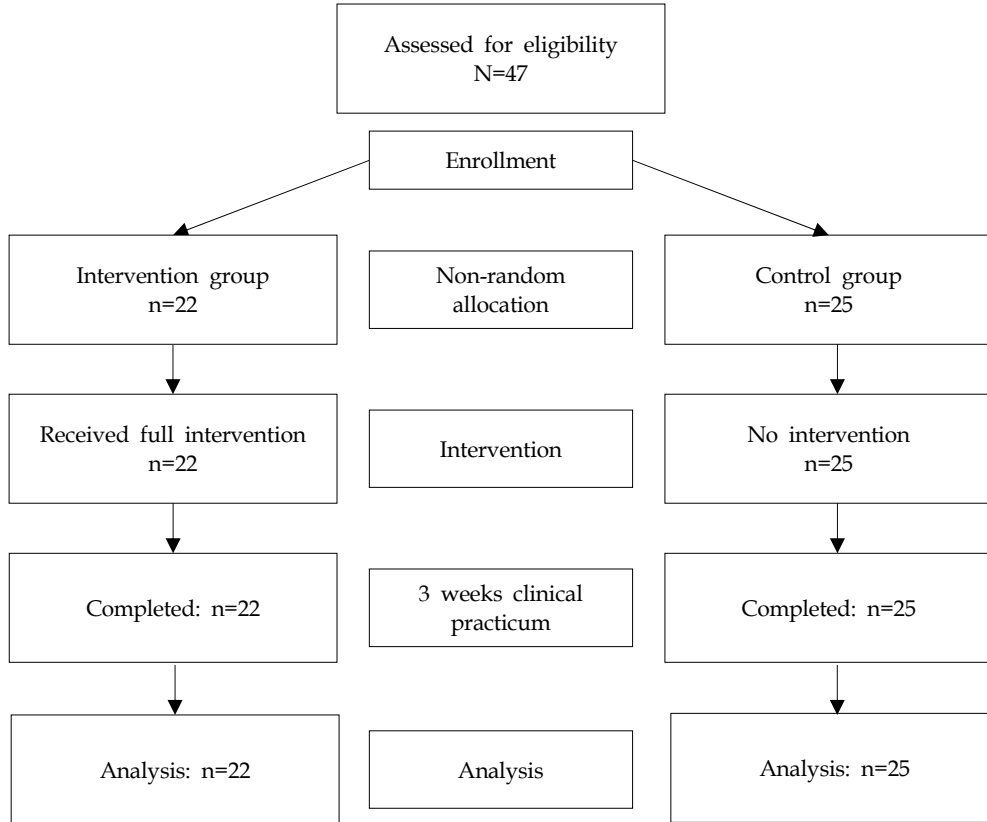 Assessed for eligibility
N=47
Enrollment
Intervention group
n=22
Non-random
allocation
Control group
n=25
Received full intervention
n=22
Intervention
No intervention
n=25
Completed: n=22
3 weeks clinical
practicum
Completed: n=25
Analysis: n=22
Analysis
Analysis: n=25